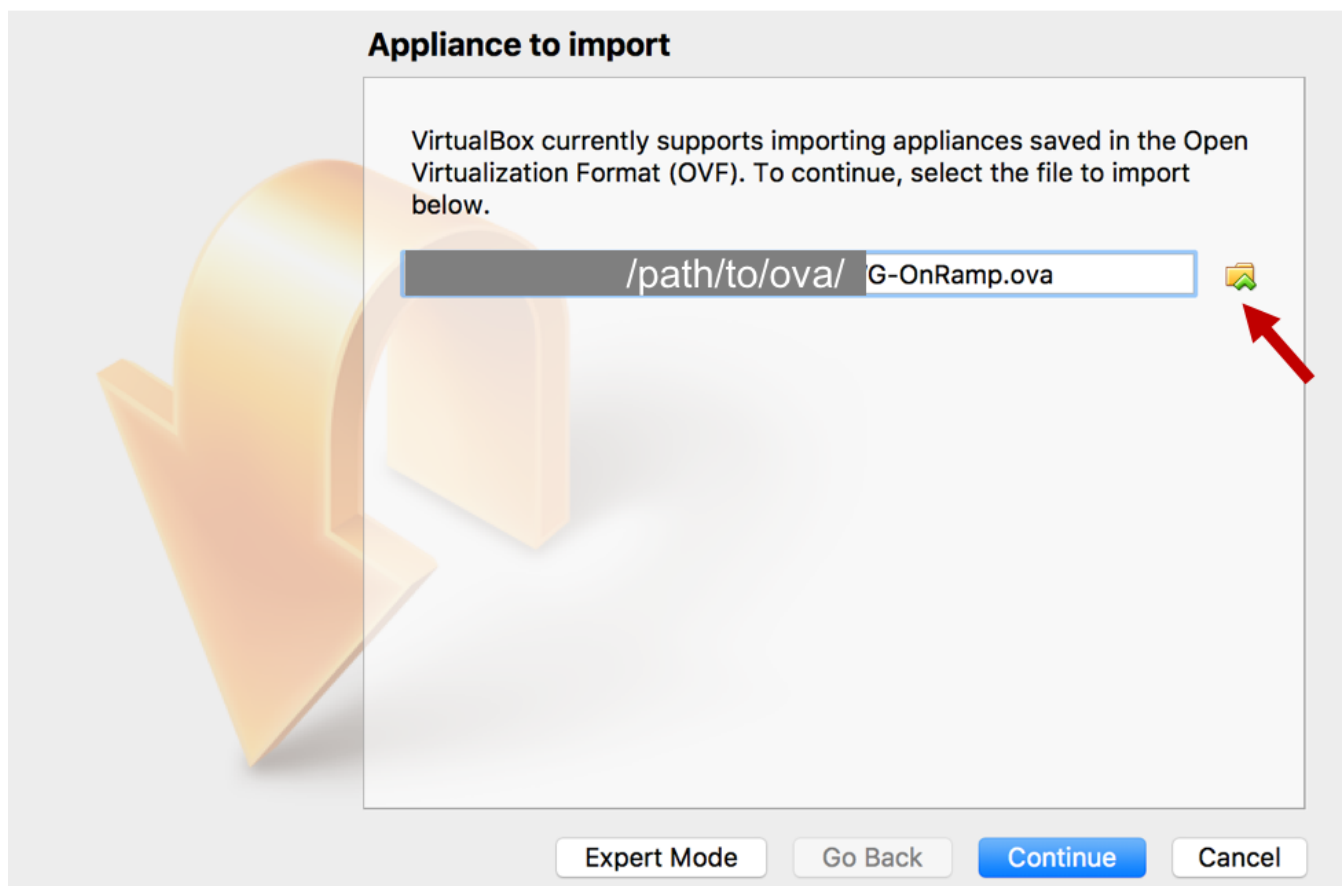 Appliance to import
VirtualBox currently supports importing appliances saved in the Open
Virtualization Format (OVF). To continue, select the file to import
below.
/path/to/ova/ /G-OnRamp.ova
Expert Mode Go Back Continue Cancel